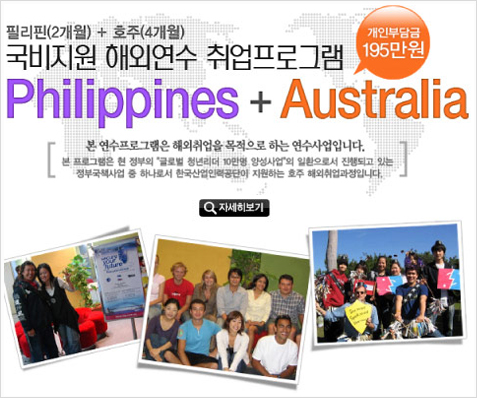 필리핀(2개월) + 호주(4개월)
국비지원 해외연수 취업프로그램
개인부담금
195만원
Philippines + Australia
본 연수프로그램은 해외취업을 목적으로 하는 연수사업입니다.
본 프로그램은 현 정부의 "글로벌 청년리더 10만명 양성사업"의 일환으로서 진행되고 있는
정부국책사업 중 하나로서 한국산업인력공단이 지원하는 호주 해외취업과정입니다.
자세히보기
your future